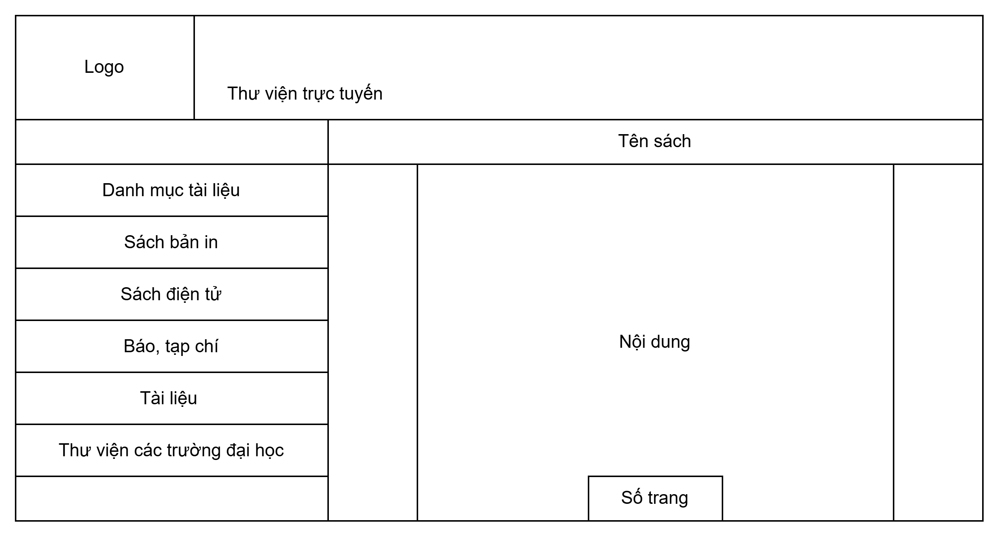 Logo
Thư viện trực tuyến
Tên sách
Danh mục tài liệu
Sách bản in
Sách điện tử
Báo, tạp chí
Tài liệu
Thư viện các trường đại học
Nội dung
Số trang